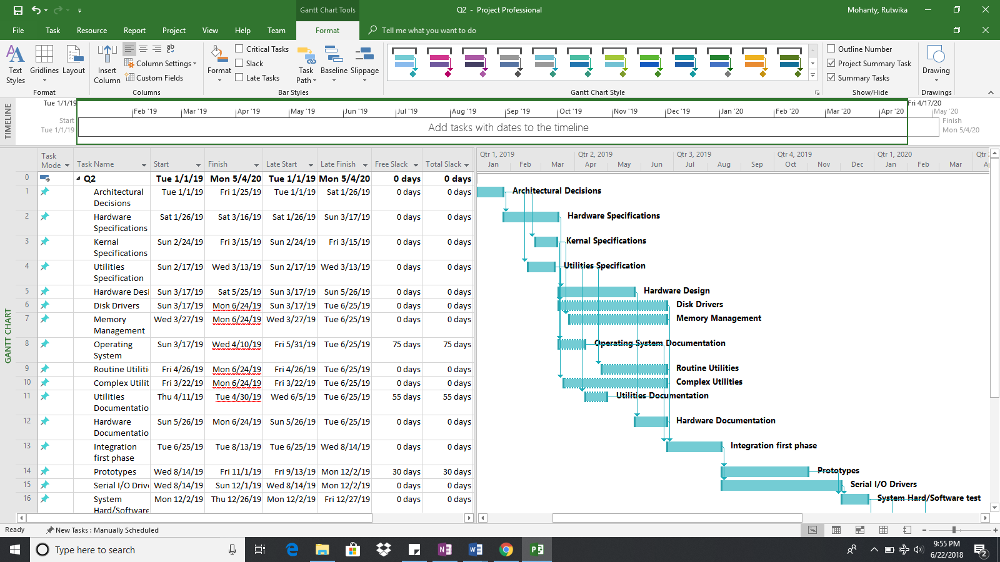 Gantt Chart Tools
Q2 - Project Professional
Mohanty, Rutwika
File Task Resource Report Project View Help Team Format Tell me what you want to do
Text Styles
Gridlines
Layout
Format
Insert Column
ab
Column Settings
Custom Fields
Columns
Format
Critical Tasks
Slack
Late Tasks
Task Path
Baseline
Slippage
Bar Styles
Gantt Chart Style
Outline Number
Project Summary Task
Summary Tasks
Show/Hide
Drawing
Drawings
TIMELINE
Tue 1/1/19
Fri 4/17/20
Feb '19 Mar '19 Apr '19 May '19 Jun '19 Jul '19 Aug '19 Sep '19 Oct '19 Nov '19 Dec '19 Jan '20 Feb '20 Mar '20 Apr '20 May '20
Start
Tue 1/1/19
Add tasks with dates to the timeline
Finish
Mon 5/4/20
GANTT CHART
Task Mode Task Name Start Finish Late Start Late Finish Free Slack Total Slack
0 Q2 Tue 1/1/19 Mon 5/4/20 Tue 1/1/19 Mon 5/4/20 0 days 0 days
1 Architectural Decisions Tue 1/1/19 Fri 1/25/19 Tue 1/1/19 Sat 1/26/19 0 days 0 days
2 Hardware Specifications Sat 1/26/19 Sat 3/16/19 Sat 1/26/19 Sun 3/17/19 0 days 0 days
3 Kernal Specifications Sun 2/24/19 Fri 3/15/19 Sun 2/24/19 Fri 3/15/19 0 days 0 days
4 Utilities Specification Sun 2/17/19 Wed 3/13/19 Sun 2/17/19 Wed 3/13/19 0 days 0 days
5 Hardware Desi Sun 3/17/19 Sat 5/25/19 Sun 3/17/19 Sun 5/26/19 0 days 0 days
6 Disk Drivers Sun 3/17/19 Mon 6/24/19 Sun 3/17/19 Tue 6/25/19 0 days 0 days
7 Memory Management Wed 3/27/19 Mon 6/24/19 Wed 3/27/19 Tue 6/25/19 0 days 0 days
8 Operating System Sun 3/17/19 Wed 4/10/19 Fri 5/31/19 Tue 6/25/19 75 days 75 days
9 Routine Utiliti Fri 4/26/19 Mon 6/24/19 Fri 4/26/19 Tue 6/25/19 0 days 0 days
10 Complex Utilit Fri 3/22/19 Mon 6/24/19 Fri 3/22/19 Tue 6/25/19 0 days 0 days
11 Utilities Documentatio Thu 4/11/19 Tue 4/30/19 Wed 6/5/19 Tue 6/25/19 55 days 55 days
12 Hardware Documentatio Sun 5/26/19 Mon 6/24/19 Sun 5/26/19 Tue 6/25/19 0 days 0 days
13 Integration first phase Tue 6/25/19 Tue 8/13/19 Tue 6/25/19 Wed 8/14/19 0 days 0 days
14 Prototypes Wed 8/14/19 Fri 11/1/19 Fri 9/13/19 Mon 12/2/19 30 days 30 days
15 Serial I/O Driv Wed 8/14/19 Sun 12/1/19 Wed 8/14/19 Mon 12/2/19 0 days 0 days
16 System Hard/Software Mon 12/2/19 Thu 12/26/19 Mon 12/2/19 Fri 12/27/19 0 days 0 days
Qtr 1, 2019 Qtr 2, 2019 Qtr 3, 2019 Qtr 4, 2019 Qtr 1, 2020 Qtr
Jan Feb Mar Apr May Jun Jul Aug Sep Oct Nov Dec Jan Feb Mar A
Architectural Decisions
Hardware Specifications
Kernal Specifications
Utilities Specification
Hardware Design
Disk Drivers
Memory Management
Operating System Documentation
Routine Utilities
Complex Utilities
Utilities Documentation
Hardware Documentation
Integration first phase
Prototypes
Serial I/O Drivers
System Hard/Software test
Ready New Tasks : Manually Scheduled
Type here to search
9:55 PM
6/22/2018
2